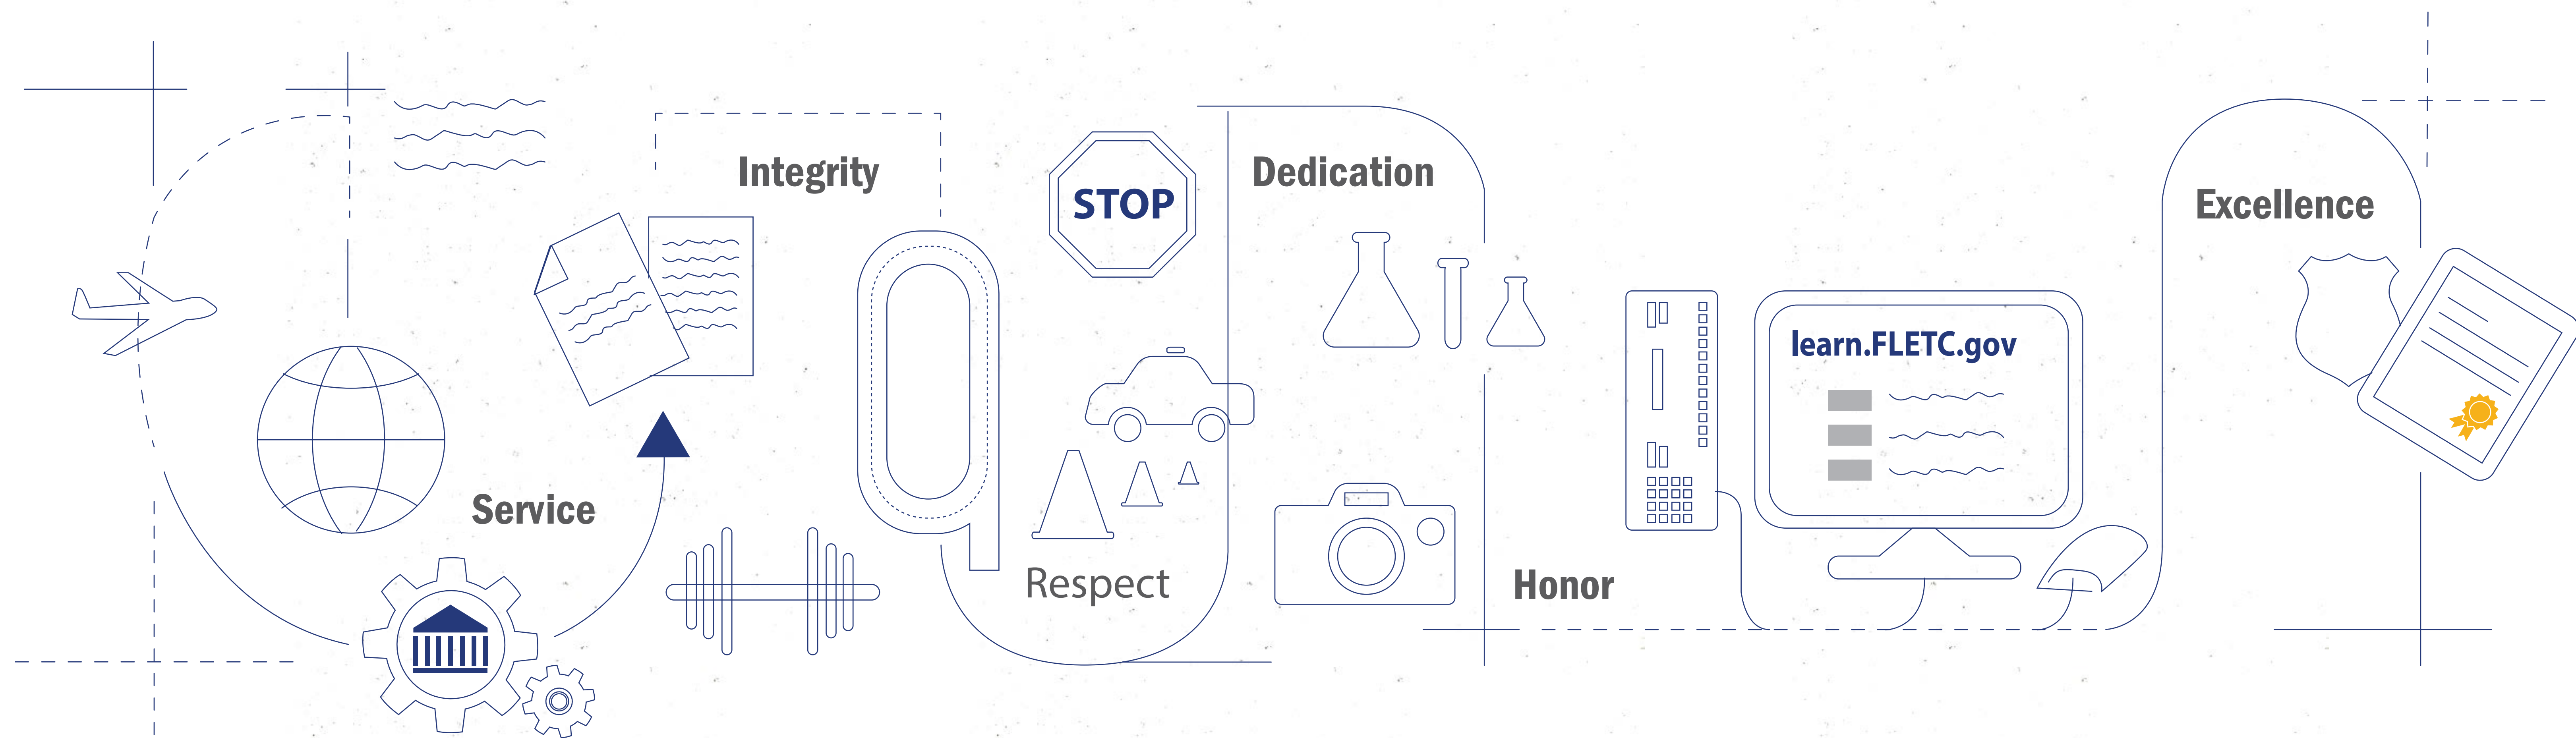 Service
Integrity
STOP
Respect
Dedication
Honor
learn.FLETC.gov
Excellence